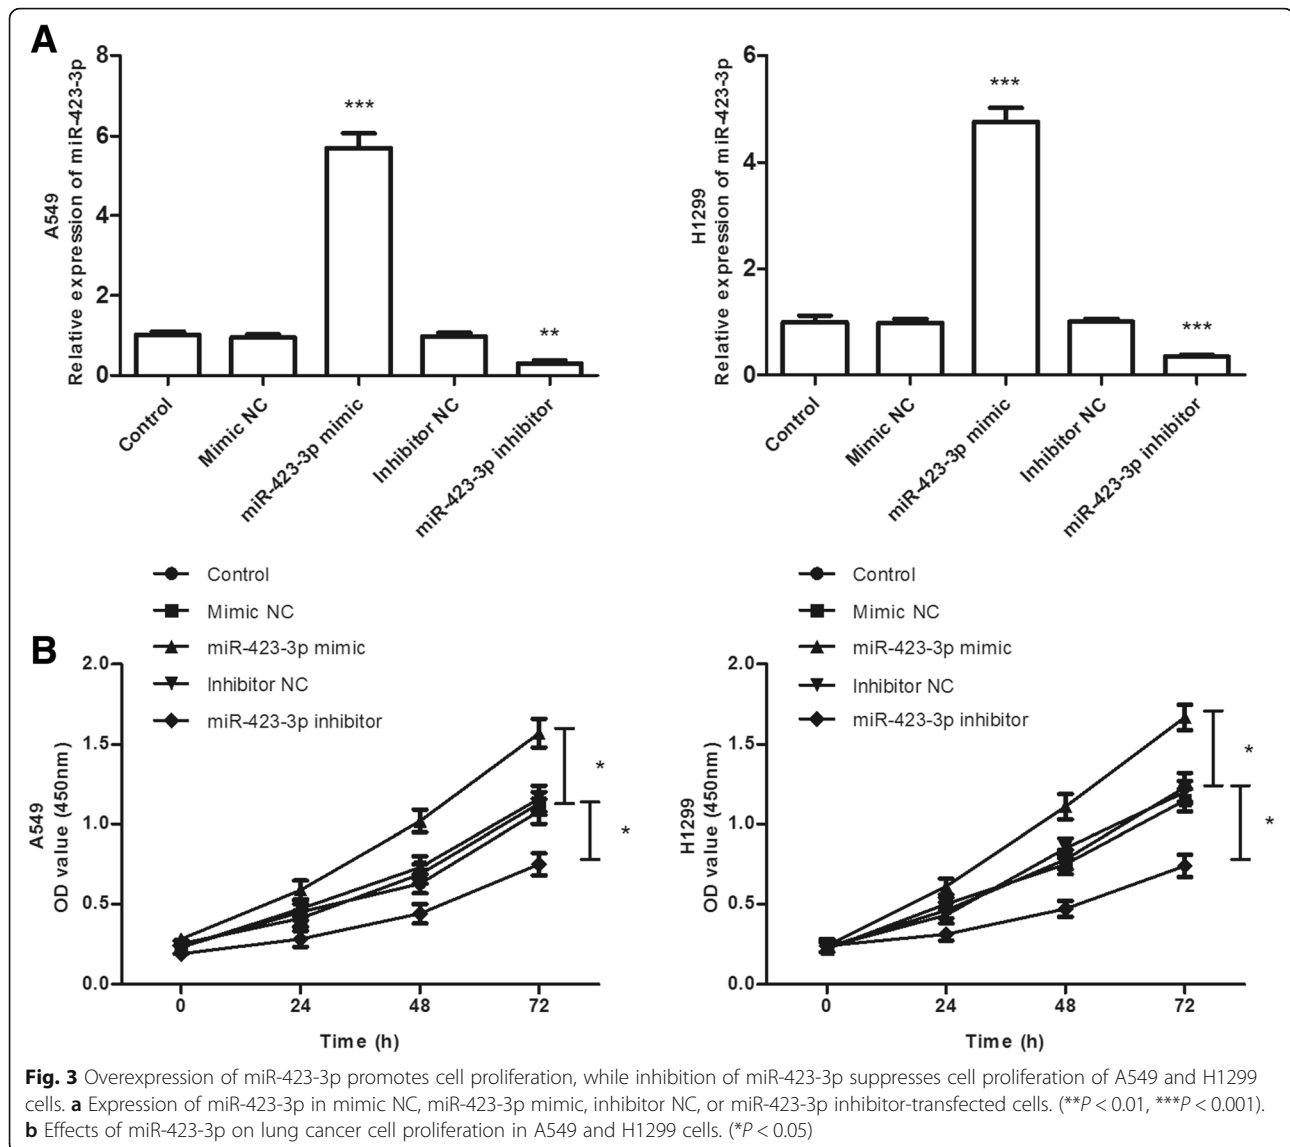 A
A549
Relative expression of miR-423-3p
8
6
4
2
0
***
**
Control
Mimic NC
miR-423-3p mimic
Inhibitor NC
miR-423-3p inhibitor
H1299
Relative expression of miR-423-3p
6
4
2
0
***
***
Control
Mimic NC
miR-423-3p mimic
Inhibitor NC
miR-423-3p inhibitor
B
Control
Mimic NC
miR-423-3p mimic
Inhibitor NC
miR-423-3p inhibitor
A549
OD value (450nm)
2.0
1.5
1.0
0.5
0.0
*
*
0 24 48 72
Time (h)
Control
Mimic NC
miR-423-3p mimic
Inhibitor NC
miR-423-3p inhibitor
H1299
OD value (450nm)
2.0
1.5
1.0
0.5
0.0
*
*
0 24 48 72
Time (h)
Fig. 3 Overexpression of miR-423-3p promotes cell proliferation, while inhibition of miR-423-3p suppresses cell proliferation of A549 and H1299
cells. a Expression of miR-423-3p in mimic NC, miR-423-3p mimic, inhibitor NC, or miR-423-3p inhibitor-transfected cells. (**P < 0.01, ***P < 0.001).
b Effects of miR-423-3p on lung cancer cell proliferation in A549 and H1299 cells. (*P < 0.05)